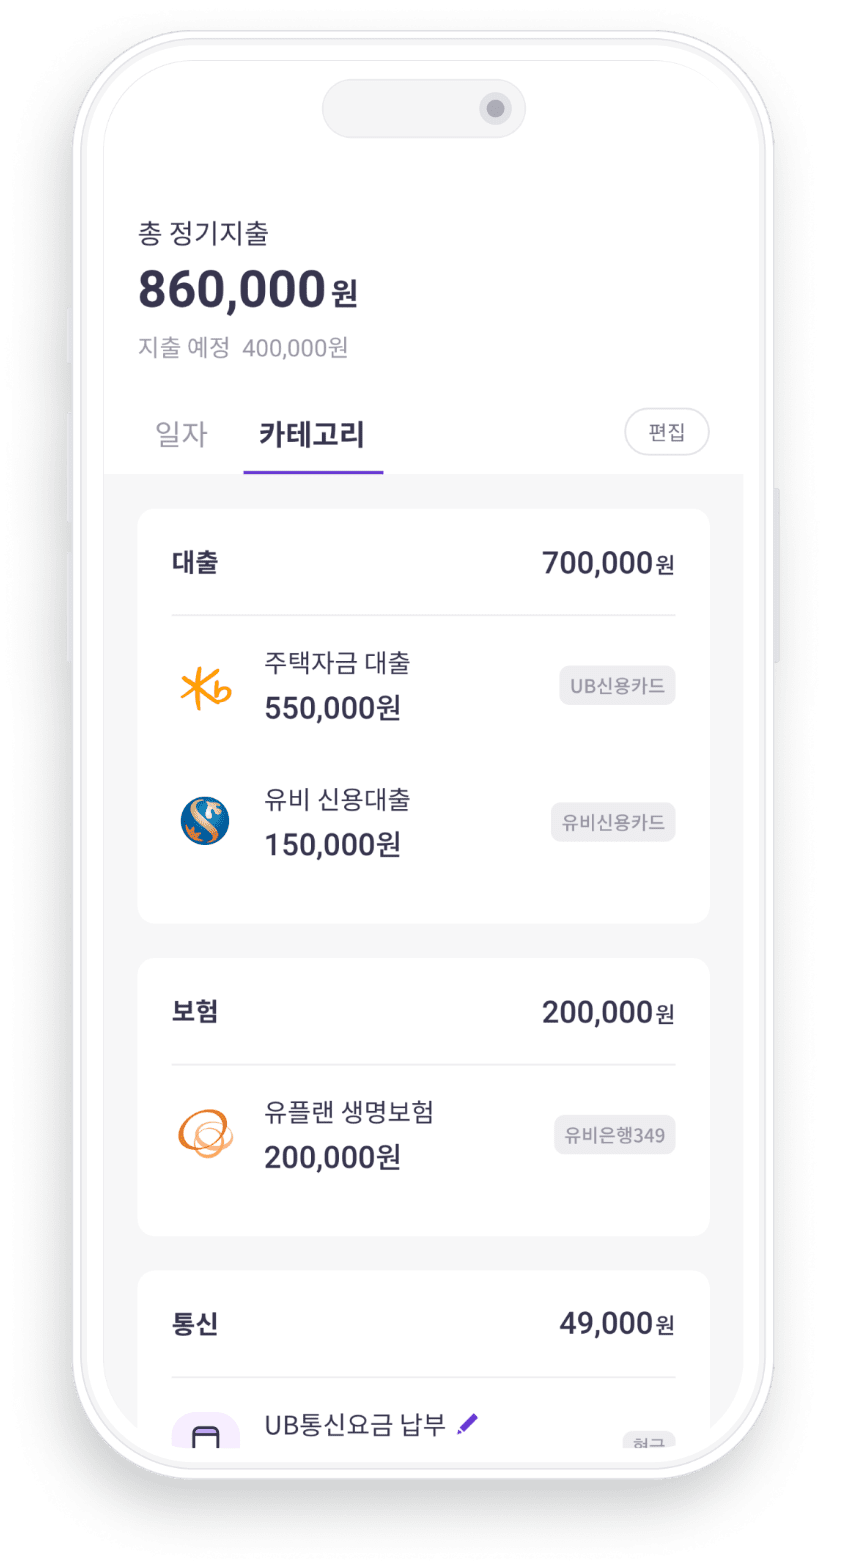 총 정기지출
860,000원
지출 예정 400,000원
일자 카테고리 편집
대출 700,000원
주택자금 대출
550,000원
UB신용카드
유비 신용대출
150,000원
유비신용카드
보험 200,000원
유플랜 생명보험
200,000원
유비은행349
통신 49,000원
UB통신요금 납부